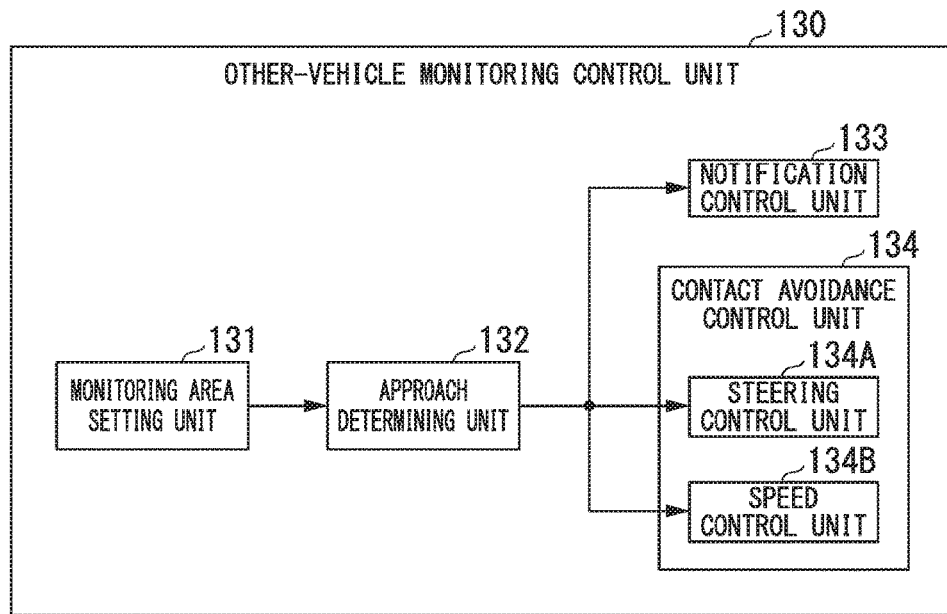 130
OTHER-VEHICLE MONITORING CONTROL UNIT
133
NOTIFICATION
CONTROL UNIT
134
CONTACT AVOIDANCE
CONTROL UNIT
131
MONITORING AREA
SETTING UNIT
132
APPROACH
DETERMINING UNIT
134A
STEERING
CONTROL UNIT
134B
SPEED
CONTROL UNIT